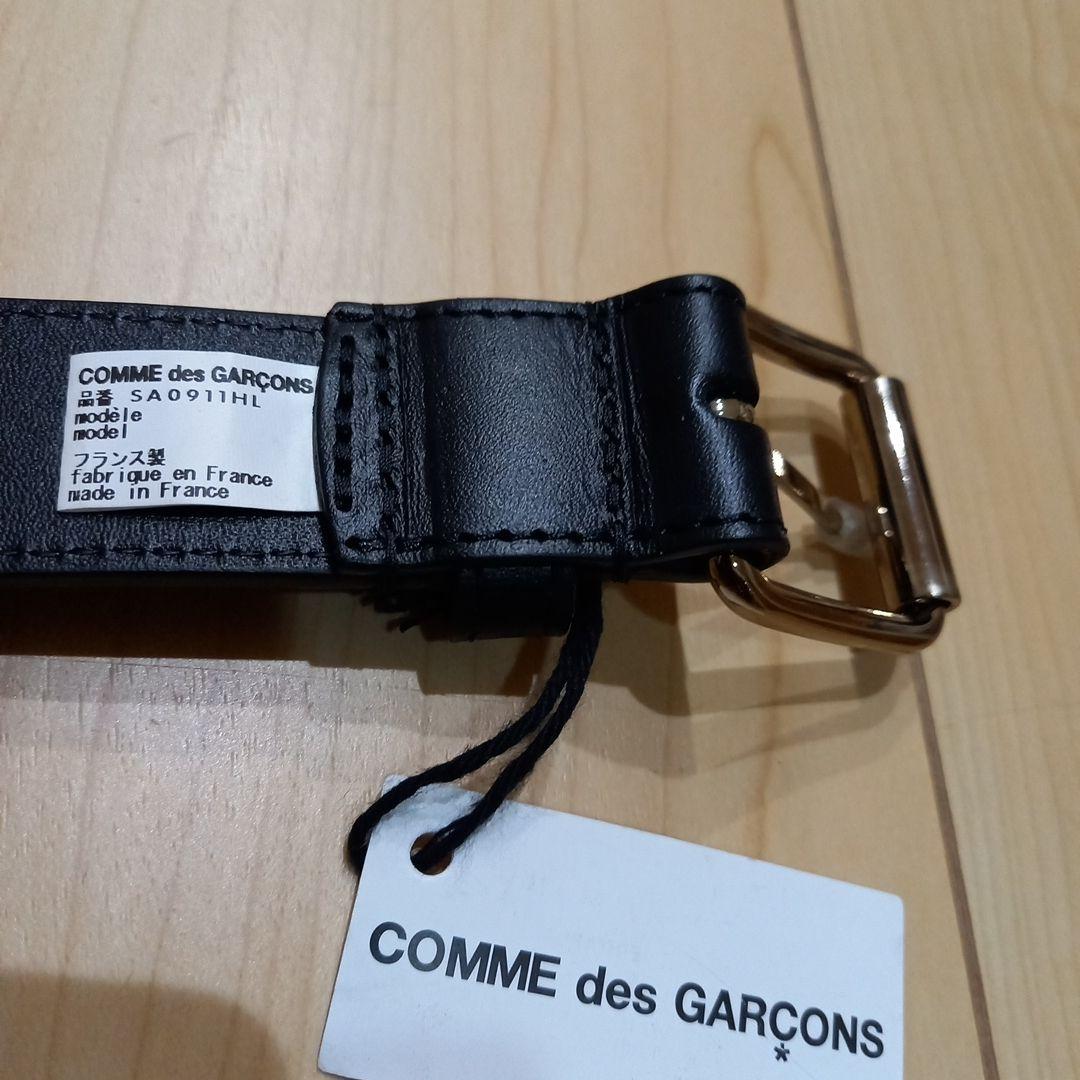 COMME des GARÇONS
品番 SA0911HL
modèle
model
フランス製
fabrique en France
made in France
COMME des GARÇONS
*